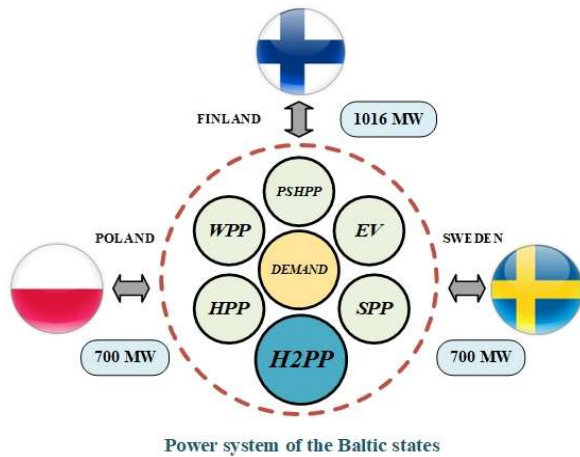 FINLAND
1016 MW
PSHPP
WPP
EV
POLAND
DEMAND
SWEDEN
HPP
SPP
700 MW
H2PP
700 MW
Power system of the Baltic states